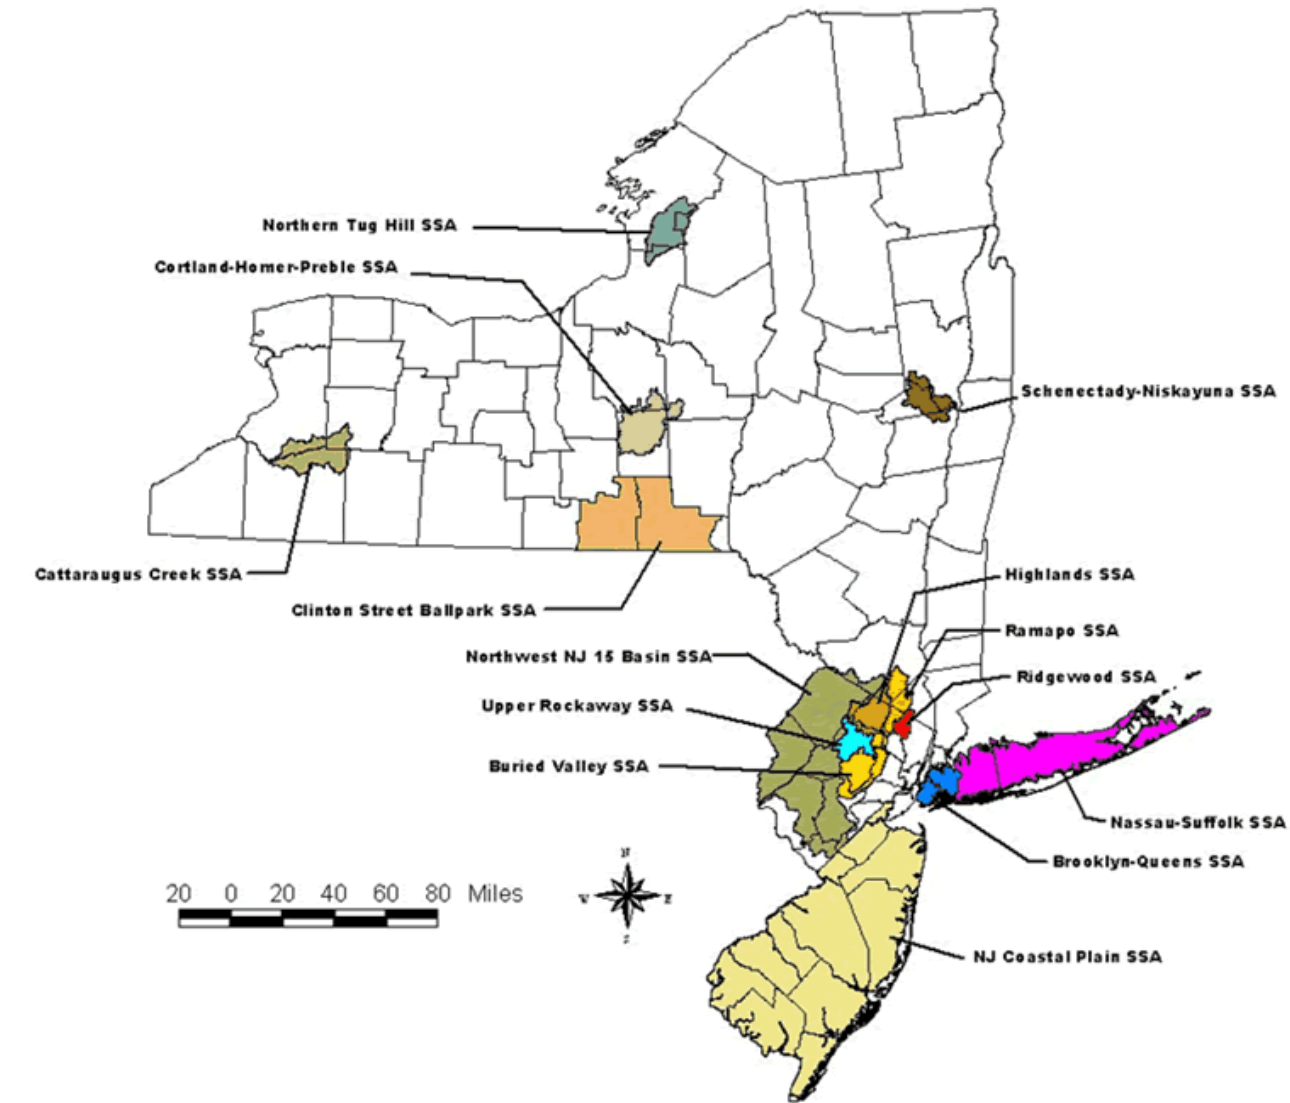 Northern Tug Hill SSA
Cortland-Homer-Preble SSA
Schenectady-Niskayuna SSA
Cattaraugus Creek SSA
Clinton Street Ballpark SSA
Highlands SSA
Ramapo SSA
Northwest NJ 15 Basin SSA
Ridgewood SSA
Upper Rockaway SSA
Buried Valley SSA
Nassau-Suffolk SSA
Brooklyn-Queens SSA
N
W E
S
20 0 20 40 60 80 Miles
NJ Coastal Plain SSA